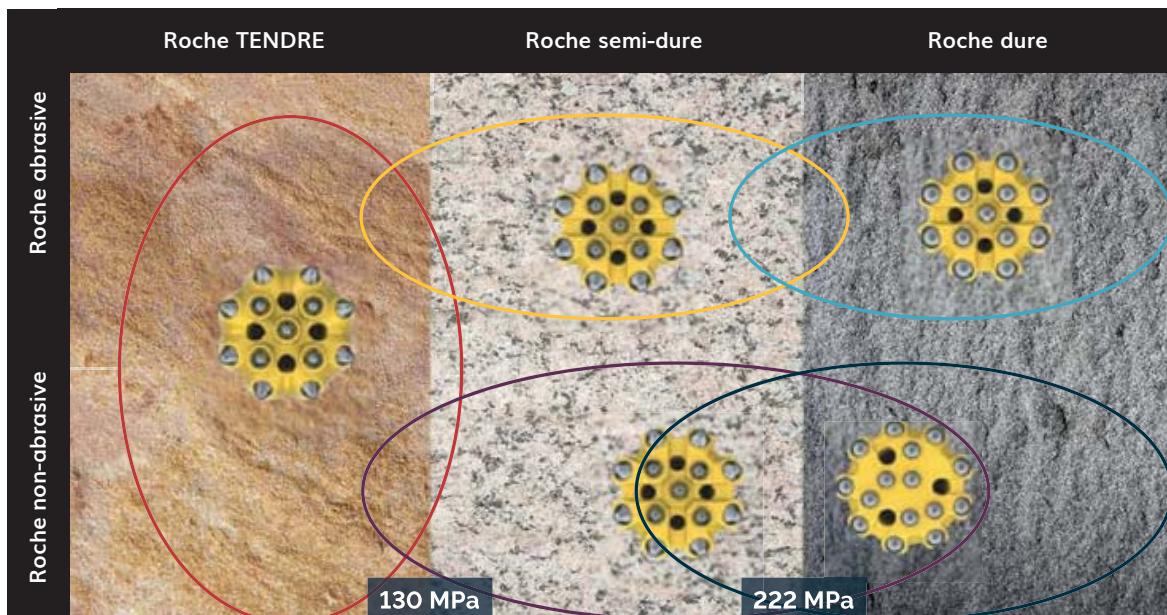 Roche TENDRE
Roche semi-dure
Roche dure
Roche abrasive
Roche non-abrasive
130 MPa
222 MPa